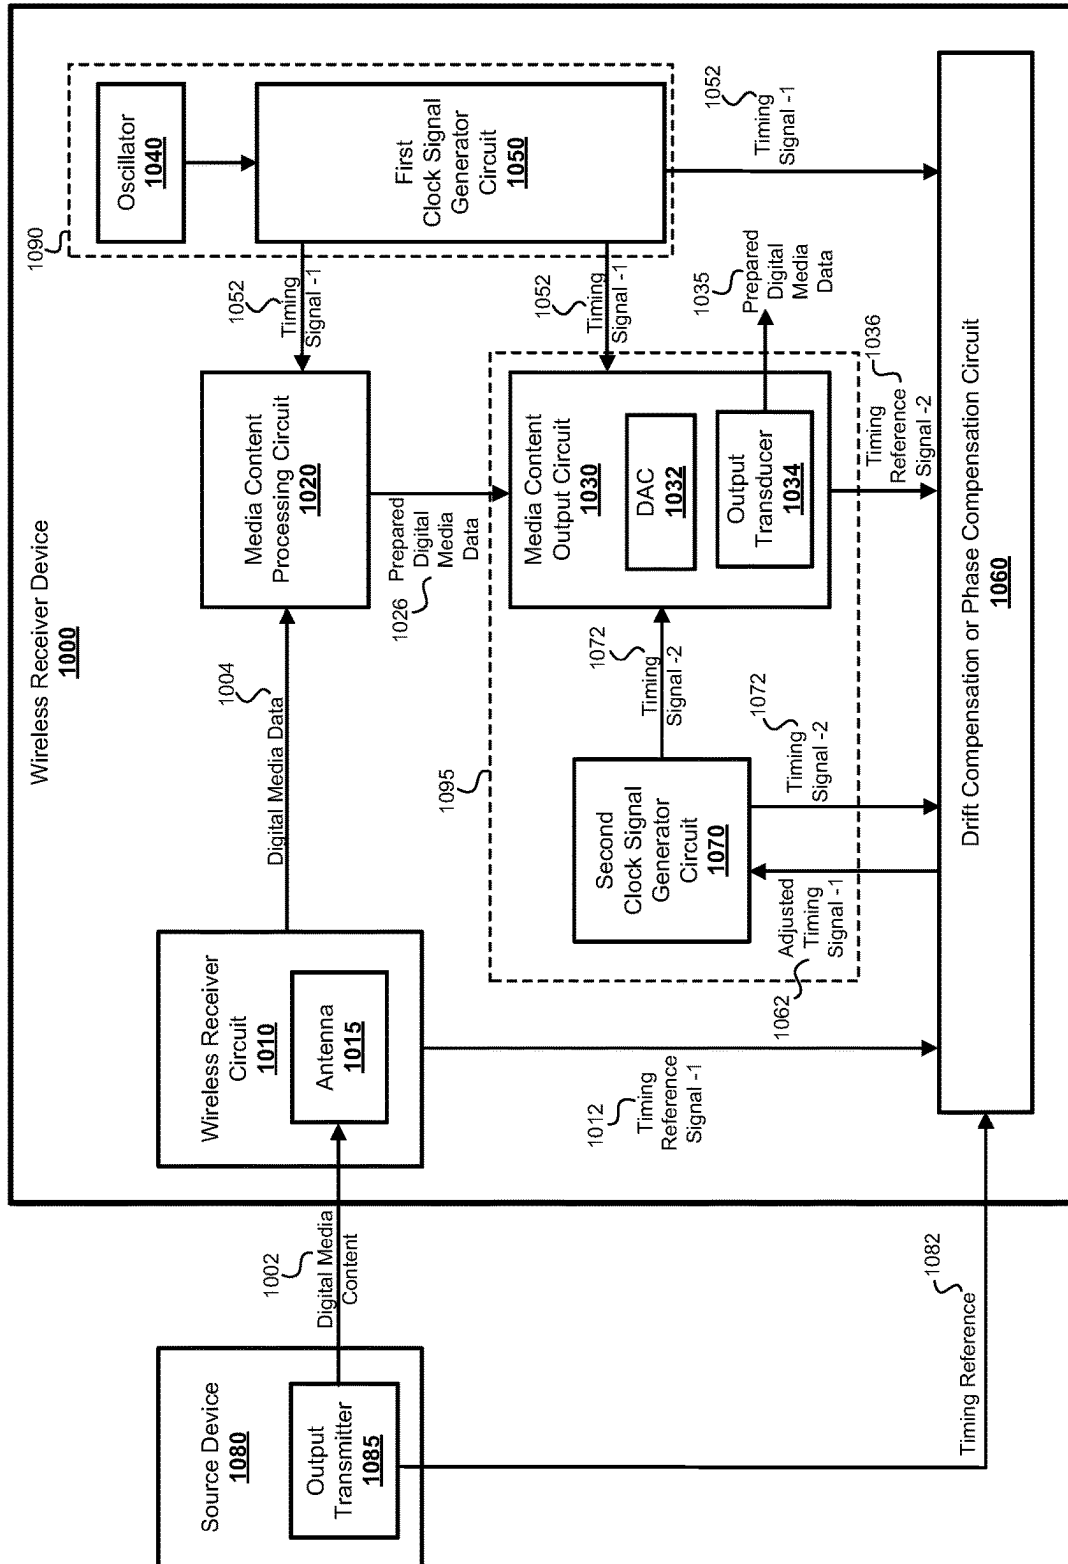 Wireless Receiver Device
1000
Source Device
1080
Output
Transmitter
1085
1002
Digital Media
Content
Timing Reference
1082
Wireless Receiver
Circuit
1010
Antenna
1015
1012
Timing
Reference
Signal -1
Digital Media Data
1004
Media Content
Processing Circuit
1020
1026
Prepared
Digital
Media
Data
1090
Oscillator
1040
First
Clock Signal
Generator
Circuit
1050
1052
Timing
Signal -1
1052
Timing
Signal -1
1052
Timing
Signal -1
1095
Second
Clock Signal
Generator
Circuit
1070
1072
Timing
Signal -2
1072
Timing
Signal -2
1062
Adjusted
Timing
Signal -1
Media Content
Output Circuit
1030
DAC
1032
Output
Transducer
1034
1035
Prepared
Digital
Media
Data
1036
Timing
Reference
Signal -2
Drift Compensation or Phase Compensation Circuit
1060